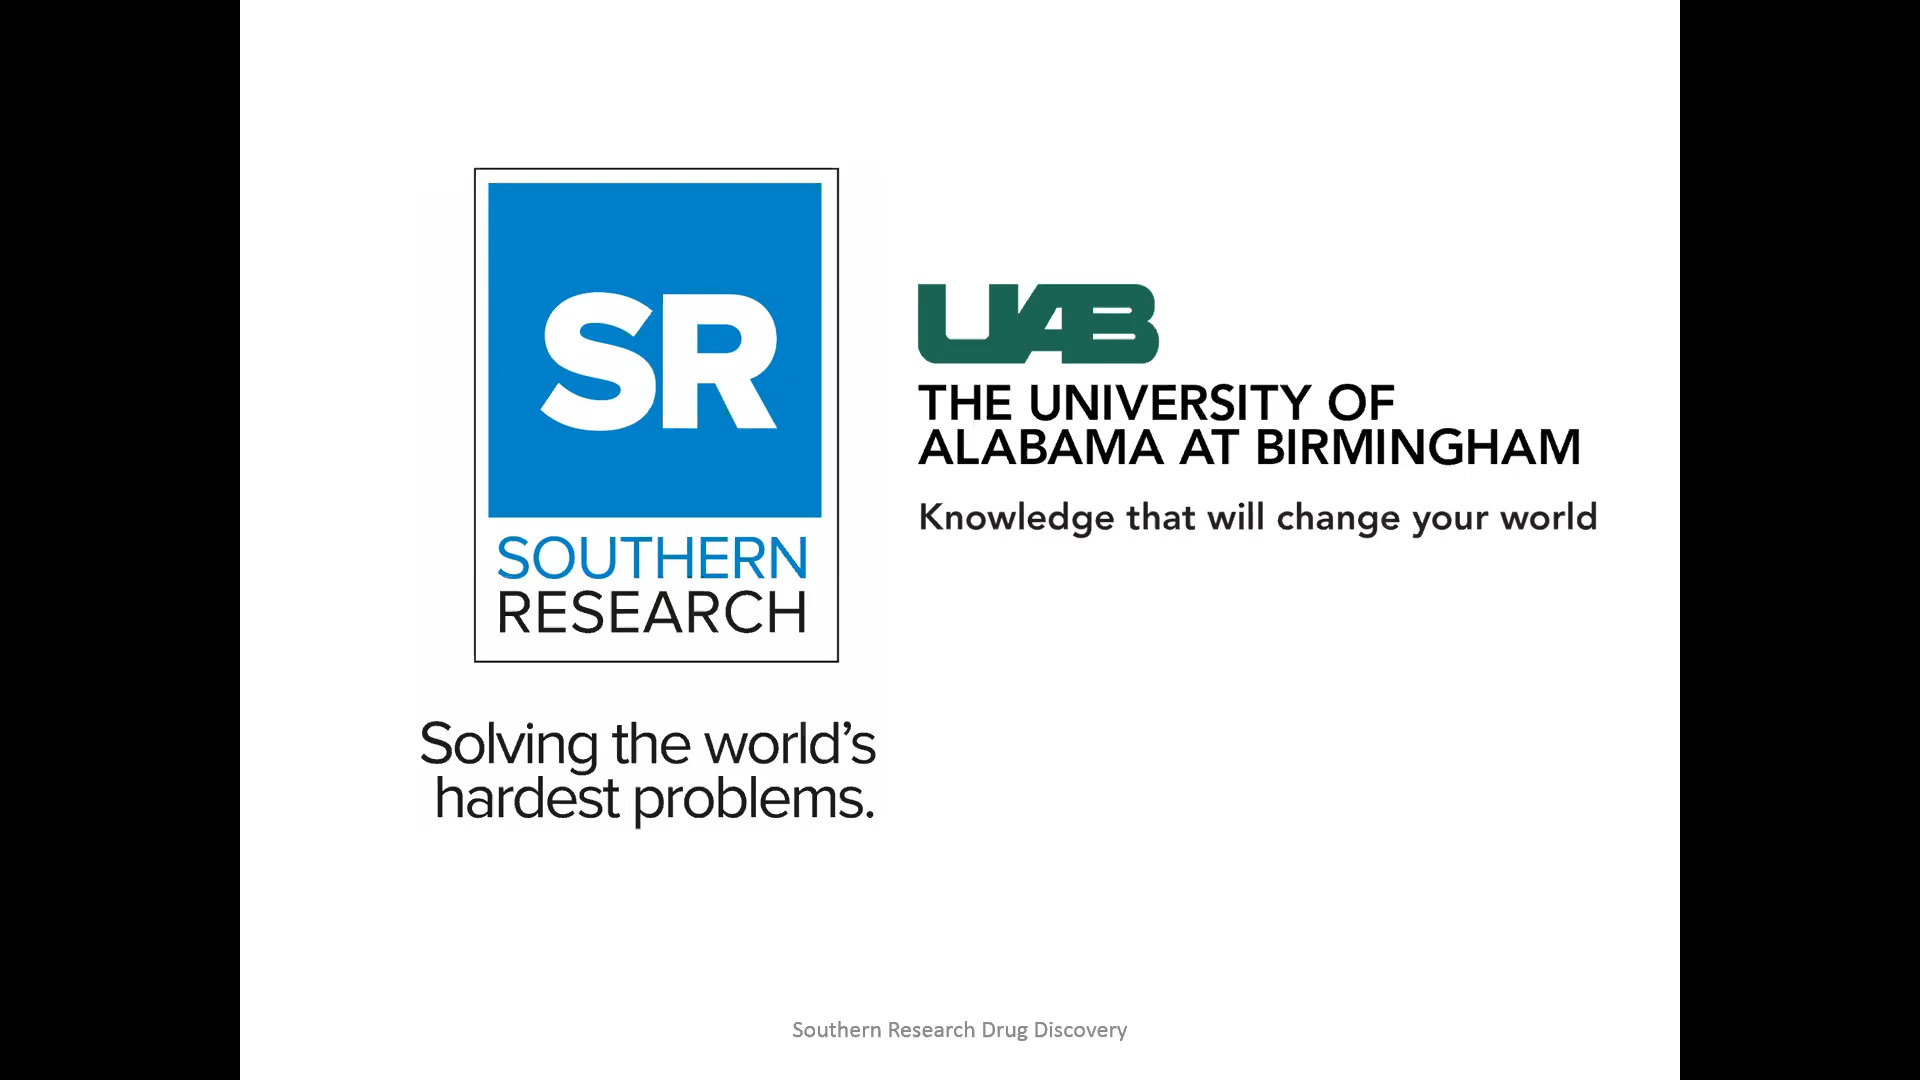 SR
SOUTHERN
RESEARCH
Solving the world’s
hardest problems.
UAB
THE UNIVERSITY OF
ALABAMA AT BIRMINGHAM
Knowledge that will change your world
Southern Research Drug Discovery